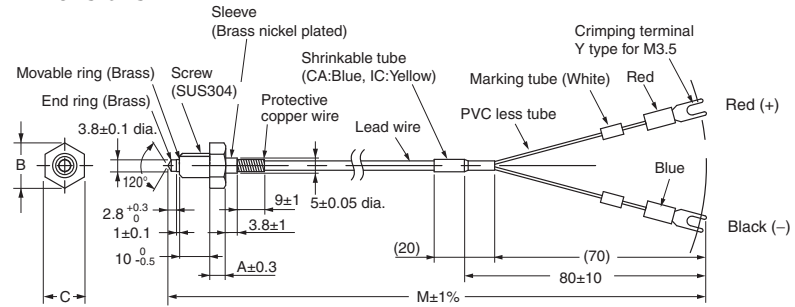 Sleeve
(Brass nickel plated)
Crimping terminal
Y type for M3.5
Movable ring (Brass)
Screw
(SUS304)
Shrinkable tube
(CA:Blue, IC:Yellow)
Marking tube (White)
Red
End ring (Brass)
Protective
copper wire
PVC less tube
Red (+)
3.8±0.1 dia.
Lead wire
B
120°
Blue
2.8 +0.3 0
9±1
5±0.05 dia.
1±0.1
3.8±1
Black (−)
10 0 -0.5
A±0.3
(20)
(70)
80±10
C
M±1%